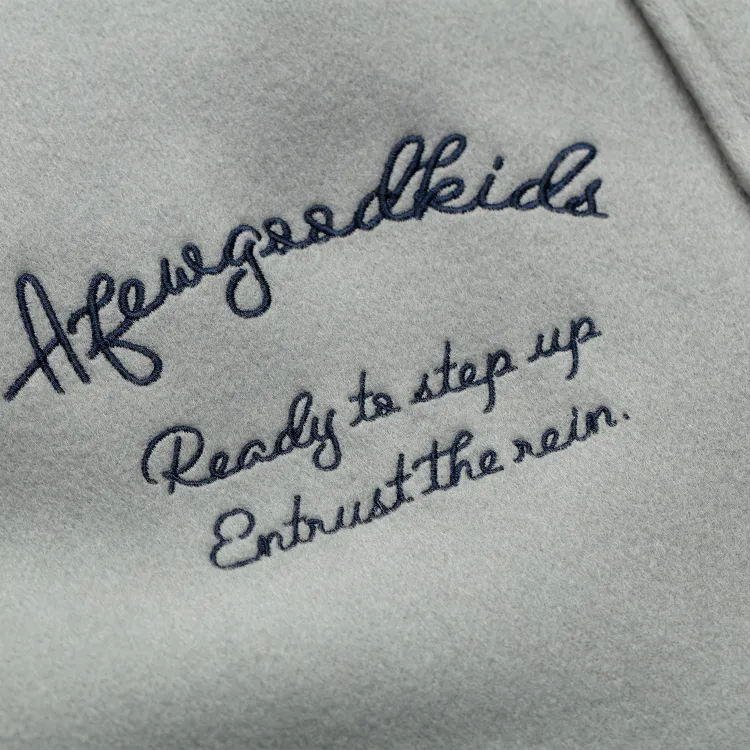 Afewgoodkids
Ready to step up
Entrust the rein.